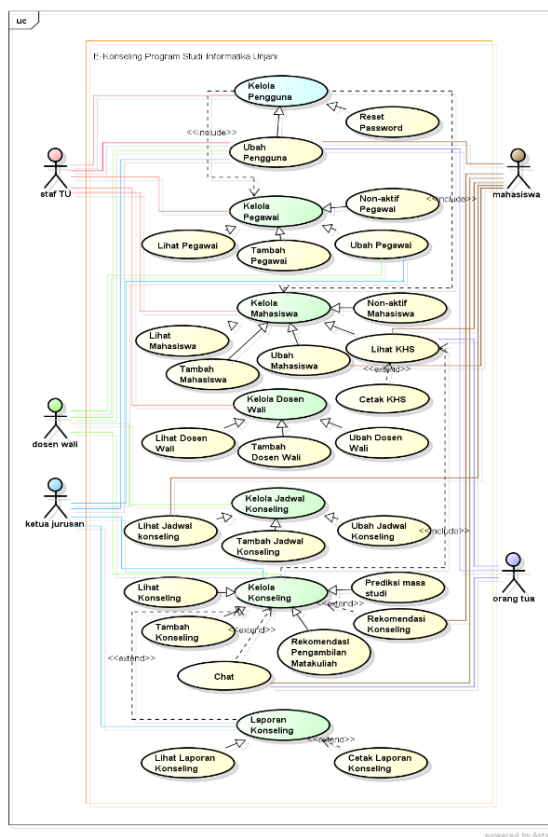 uc
E-Konseling Program Studi Informatika Unjani
Kelola
Pengguna
Reset
Password
<<include>>
Ubah
Pengguna
staf TU
mahasiswa
Kelola
Pegawai
Non-aktif
Pegawai
<<include>>
Lihat Pegawai
Tambah
Pegawai
Ubah Pegawai
Kelola
Mahasiswa
Non-aktif
Mahasiswa
Lihat
Mahasiswa
Tambah
Mahasiswa
Ubah
Mahasiswa
Lihat KHS
<<extend>>
Cetak KHS
Kelola Dosen
Wali
Lihat Dosen
Wali
Tambah
Dosen Wali
Ubah Dosen
Wali
dosen wali
ketua jurusan
Kelola Jadwal
Konseling
Lihat Jadwal
konseling
Tambah Jadwal
Konseling
Ubah Jadwal
Konseling
<<include>>
orang tua
Lihat
Konseling
Kelola
Konseling
Prediksi masa
studi
<<extend>>
Tambah
Konseling
<<extend>>
Rekomendasi
Konseling
Rekomendasi
Pengambilan
Matakuliah
<<extend>>
Chat
Laporan
Konseling
<<extend>>
Lihat Laporan
Konseling
Cetak Laporan
Konseling
powered by Asta